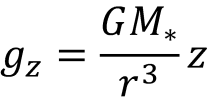 g_z = \frac{GM_*}{r^3} z